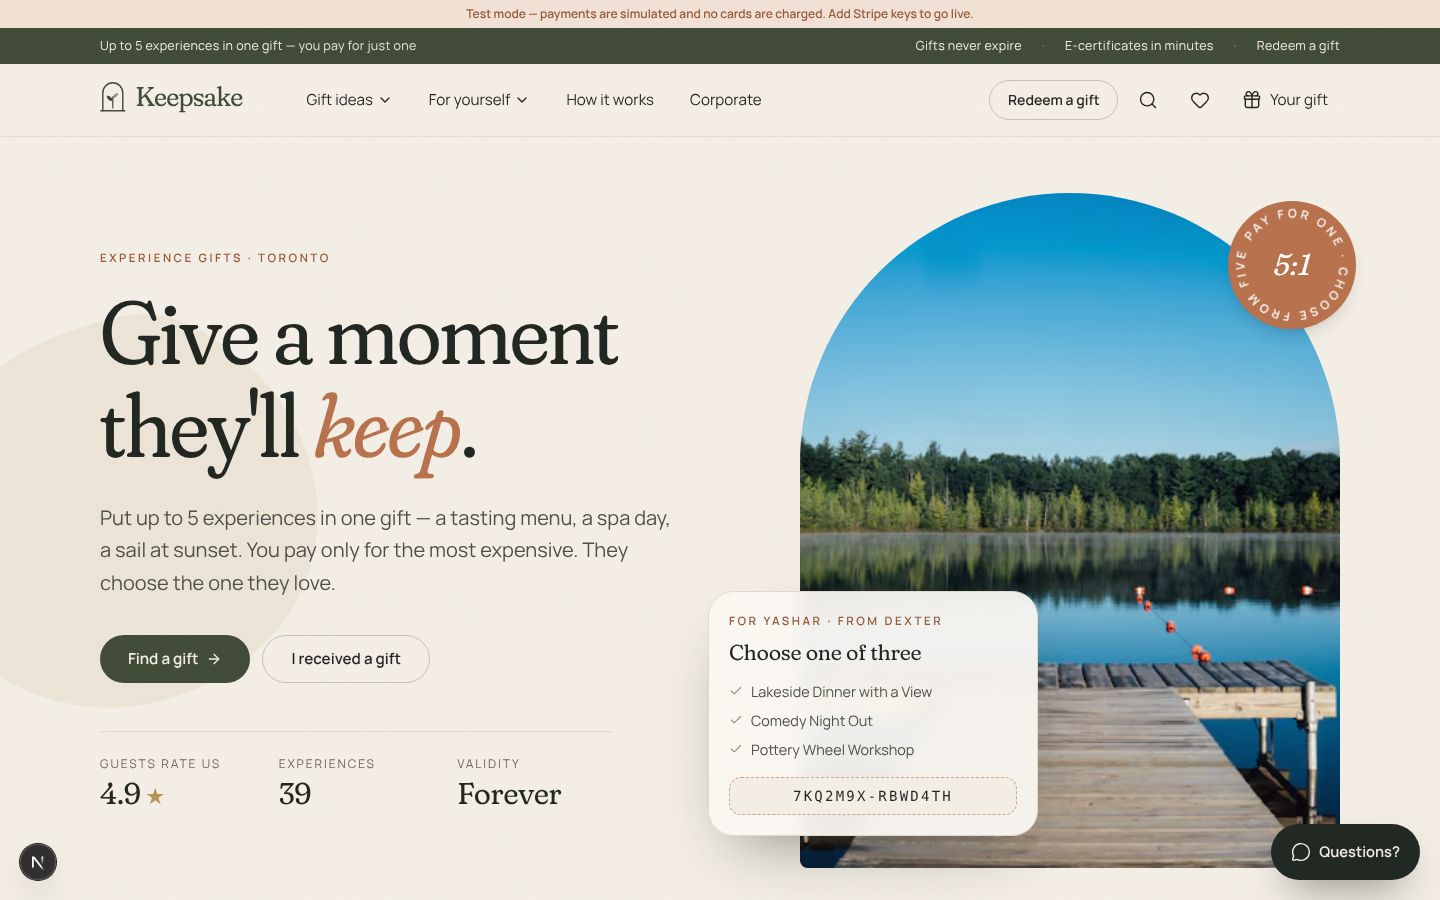 Test mode — payments are simulated and no cards are charged. Add Stripe keys to go live.
Up to 5 experiences in one gift — you pay for just one
Gifts never expire · E-certificates in minutes · Redeem a gift
Keepsake
Gift ideas
For yourself
How it works
Corporate
Redeem a gift
Your gift
EXPERIENCE GIFTS · TORONTO
Give a moment
they'll keep.
Put up to 5 experiences in one gift — a tasting menu, a spa day,
a sail at sunset. You pay only for the most expensive. They
choose the one they love.
Find a gift →
I received a gift
GUESTS RATE US
4.9 ★
EXPERIENCES
39
VALIDITY
Forever
PAY FOR ONE · CHOOSE FROM FIVE
5:1
FOR YASHAR · FROM DEXTER
Choose one of three
Lakeside Dinner with a View
Comedy Night Out
Pottery Wheel Workshop
7KQ2M9X-RBWD4TH
N
Questions?